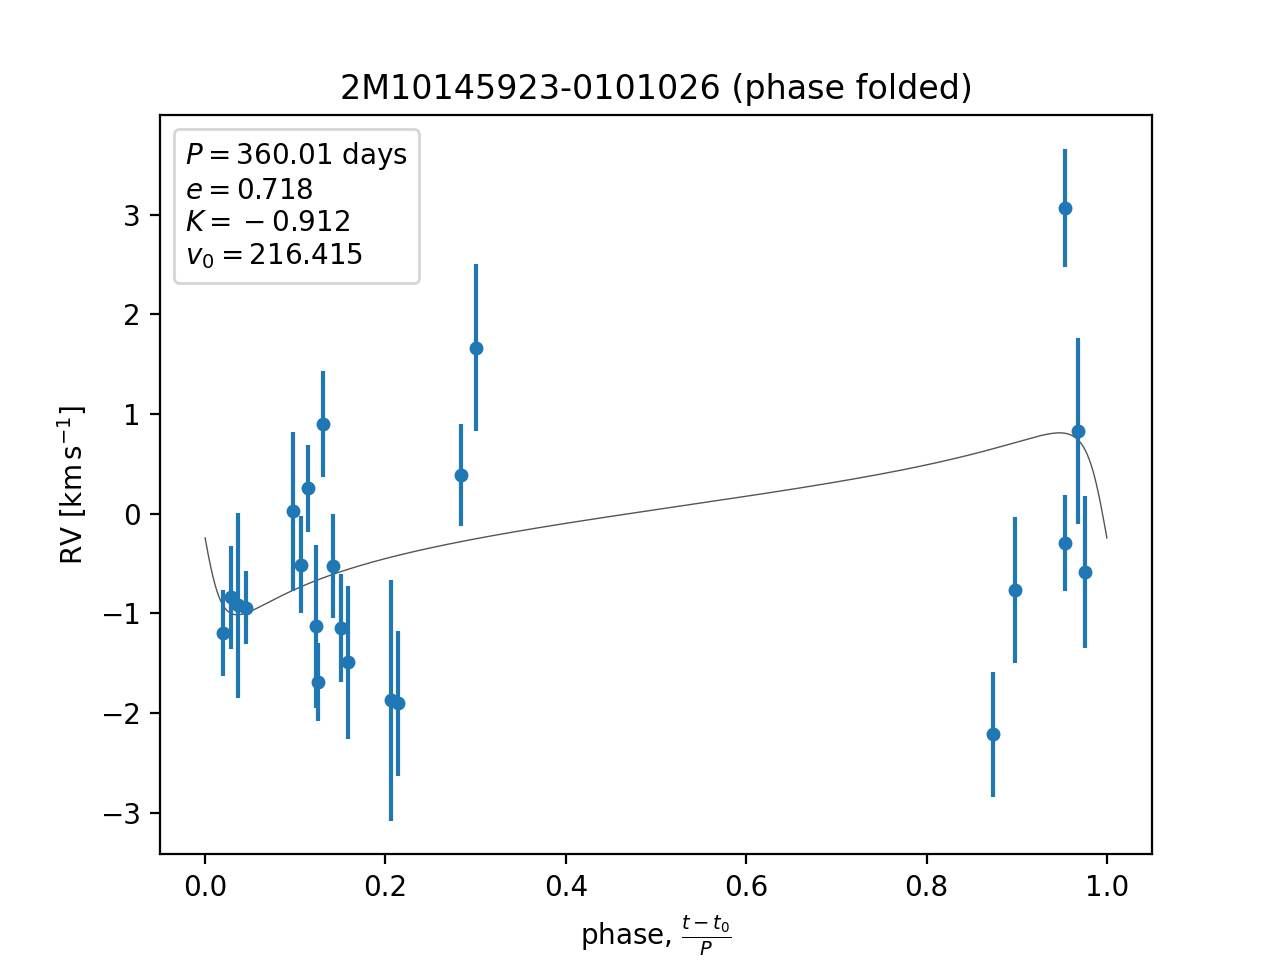 2M10145923-0101026 (phase folded)
P = 360.01 days
e = 0.718
K = −0.912
v₀ = 216.415
RV [km s⁻¹]
3
2
1
0
−1
−2
−3
0.0 0.2 0.4 0.6 0.8 1.0
phase, (t − t₀)/P